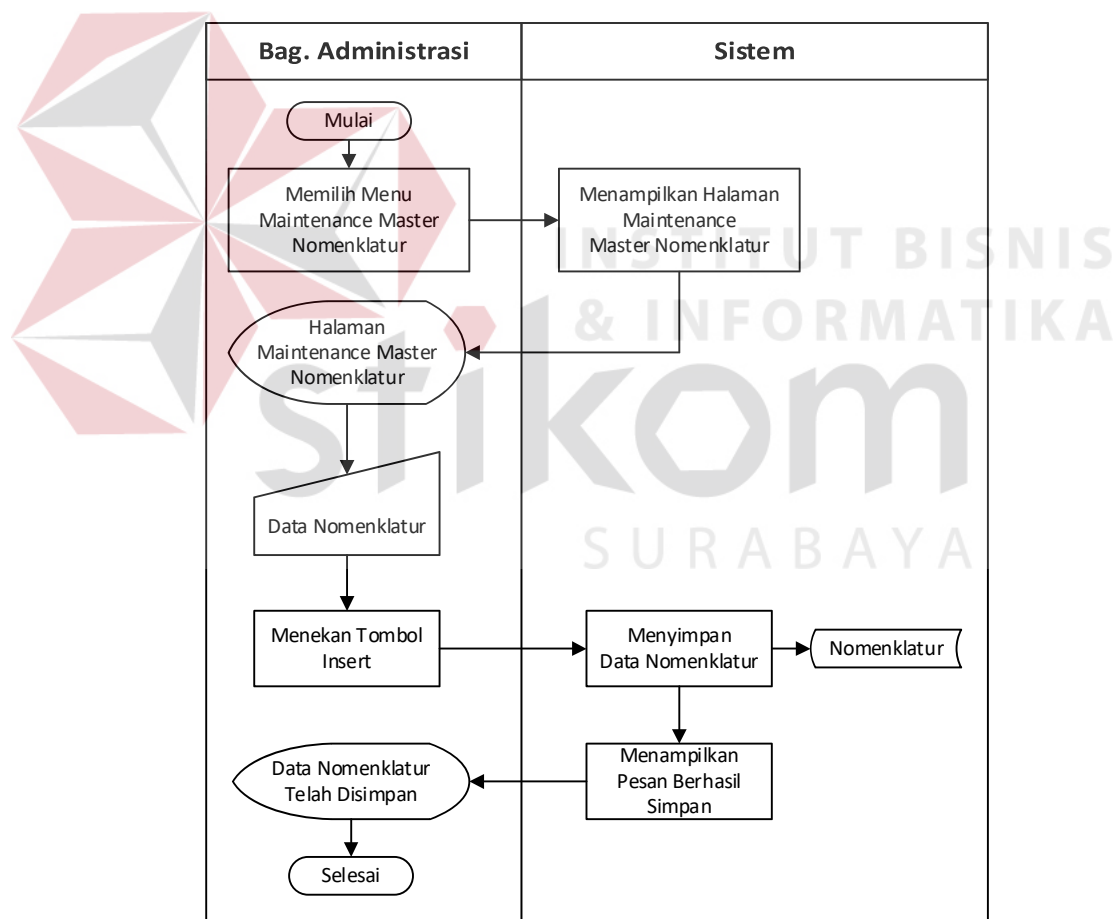 Bag. Administrasi
Sistem
Mulai
Memilih Menu
Maintenance Master
Nomenklatur
Menampilkan Halaman
Maintenance
Master Nomenklatur
INSTITUT BISNIS
& INFORMATIKA
stikom
SURABAYA
Halaman
Maintenance Master
Nomenklatur
Data Nomenklatur
Menekan Tombol
Insert
Menyimpan
Data Nomenklatur
Nomenklatur
Menampilkan
Pesan Berhasil
Simpan
Data Nomenklatur
Telah Disimpan
Selesai